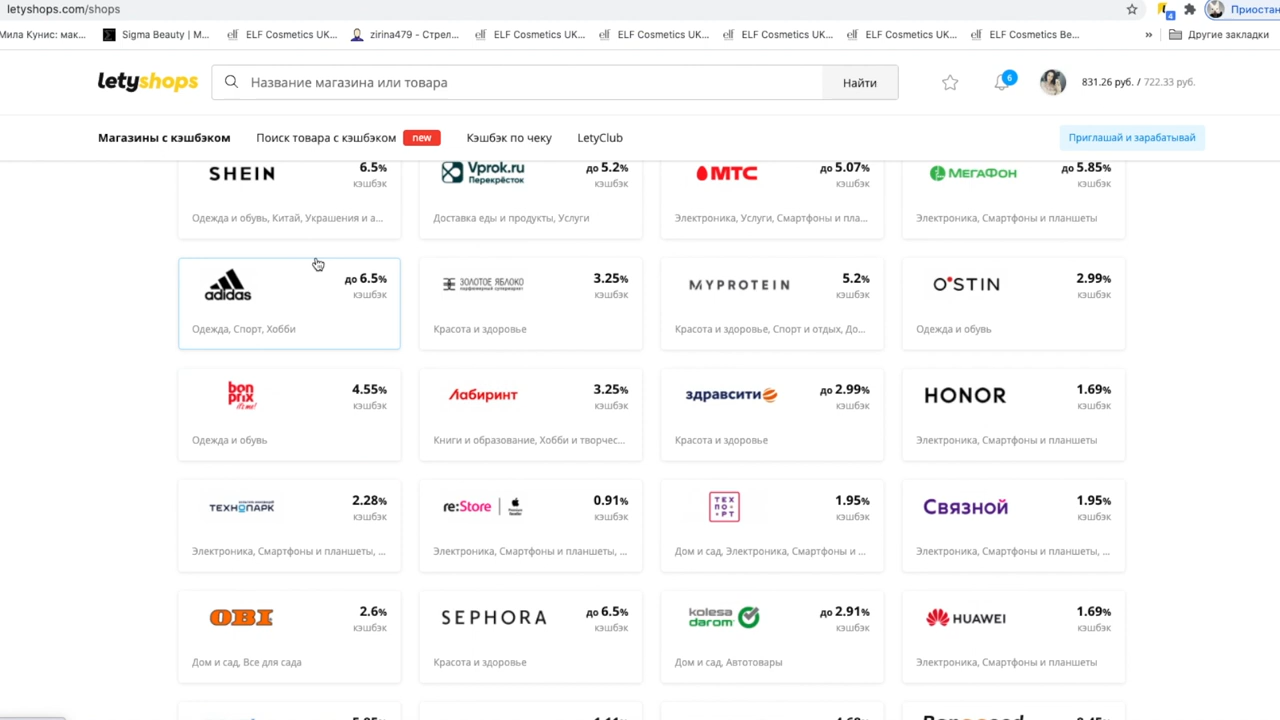 letyshops.com/shops
4
Приостан
Мила Кунис: мак...
Sigma Beauty | M...
elf ELF Cosmetics UK...
zirina479 – Стрел...
elf ELF Cosmetics UK...
elf ELF Cosmetics UK...
elf ELF Cosmetics UK...
elf ELF Cosmetics UK...
elf ELF Cosmetics Be...
»
Другие закладки
letyshops
Название магазина или товара
Найти
6
831.26 руб. / 722.33 руб.
Магазины с кэшбэком
Поиск товара с кэшбэком new
Кэшбэк по чеку
LetyClub
Приглашай и зарабатывай
SHEIN
6.5%
кэшбэк
Одежда и обувь, Китай, Украшения и а...
Vprok.ru
Перекрёсток
до 5.2%
кэшбэк
Доставка еды и продукты, Услуги
МТС
до 5.07%
кэшбэк
Электроника, Услуги, Смартфоны и пла...
МЕГАФОН
до 5.85%
кэшбэк
Электроника, Смартфоны и планшеты
adidas
до 6.5%
кэшбэк
Одежда, Спорт, Хобби
ЗОЛОТОЕ ЯБЛОКО
парфюмерный супермаркет
3.25%
кэшбэк
Красота и здоровье
MYPROTEIN
5.2%
кэшбэк
Красота и здоровье, Спорт и отдых, До...
O'STIN
2.99%
кэшбэк
Одежда и обувь
bon
prix
it's me!
4.55%
кэшбэк
Одежда и обувь
Лабиринт
3.25%
кэшбэк
Книги и образование, Хобби и творчес...
здравсити
до 2.99%
кэшбэк
Красота и здоровье
HONOR
1.69%
кэшбэк
Электроника, Смартфоны и планшеты
ТЕХНОПАРК
2.28%
кэшбэк
Электроника, Смартфоны и планшеты, ...
re:Store
0.91%
кэшбэк
Электроника, Смартфоны и планшеты, ...
ТЕХ
ПО
РТ
1.95%
кэшбэк
Дом и сад, Электроника, Смартфоны и ...
Связной
1.95%
кэшбэк
Электроника, Смартфоны и планшеты, ...
OBI
2.6%
кэшбэк
Дом и сад, Все для сада
SEPHORA
до 6.5%
кэшбэк
Красота и здоровье
kolesa
darom
до 2.91%
кэшбэк
Дом и сад, Автотовары
HUAWEI
1.69%
кэшбэк
Электроника, Смартфоны и планшеты